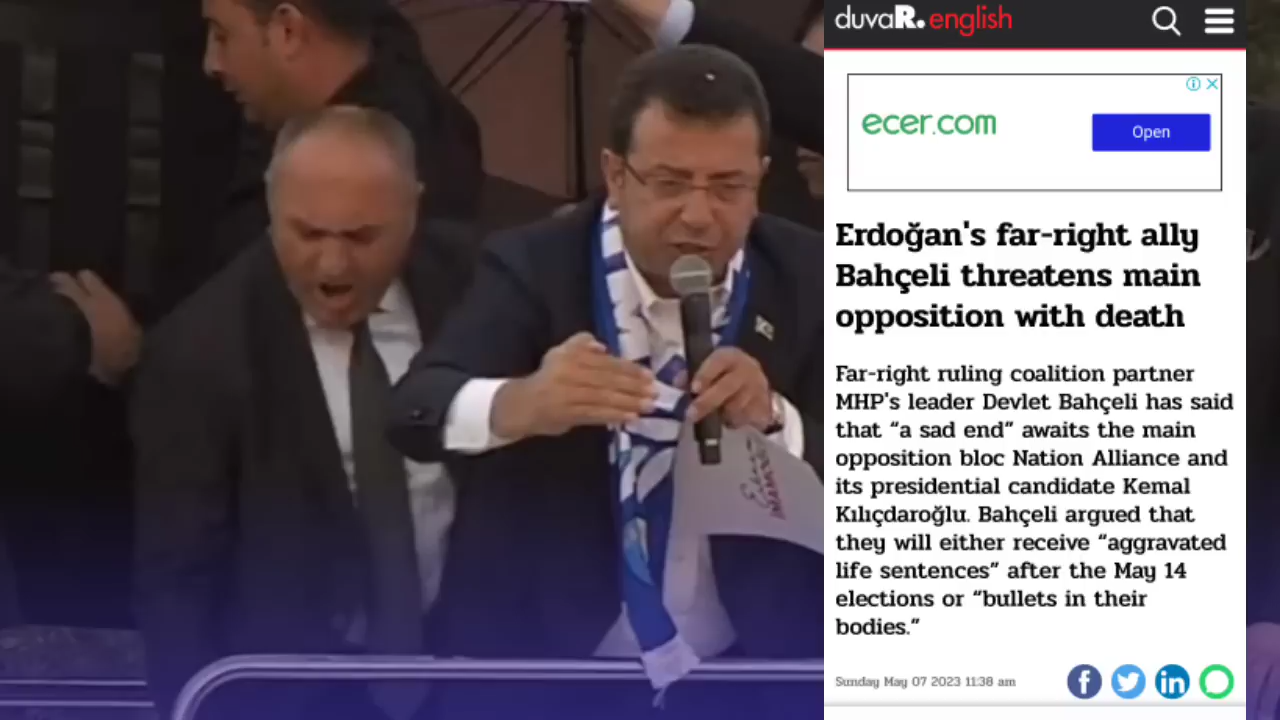 duvaR. english
ecer.com
Open
Erdoğan's far-right ally
Bahçeli threatens main
opposition with death
Far-right ruling coalition partner
MHP's leader Devlet Bahçeli has said
that “a sad end” awaits the main
opposition bloc Nation Alliance and
its presidential candidate Kemal
Kılıçdaroğlu. Bahçeli argued that
they will either receive “aggravated
life sentences” after the May 14
elections or “bullets in their
bodies.”
Sunday May 07 2023 11:38 am